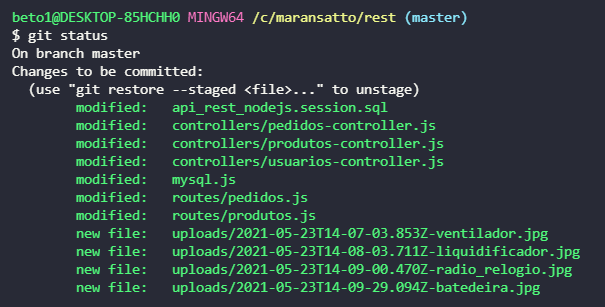 beto1@DESKTOP-85HCHH0 MINGW64 /c/maransatto/rest (master)
$ git status
On branch master
Changes to be committed:
  (use "git restore --staged <file>..." to unstage)
        modified:   api_rest_nodejs.session.sql
        modified:   controllers/pedidos-controller.js
        modified:   controllers/produtos-controller.js
        modified:   controllers/usuarios-controller.js
        modified:   mysql.js
        modified:   routes/pedidos.js
        modified:   routes/produtos.js
        new file:   uploads/2021-05-23T14-07-03.853Z-ventilador.jpg
        new file:   uploads/2021-05-23T14-08-03.711Z-liquidificador.jpg
        new file:   uploads/2021-05-23T14-09-00.470Z-radio_relogio.jpg
        new file:   uploads/2021-05-23T14-09-29.094Z-batedeira.jpg